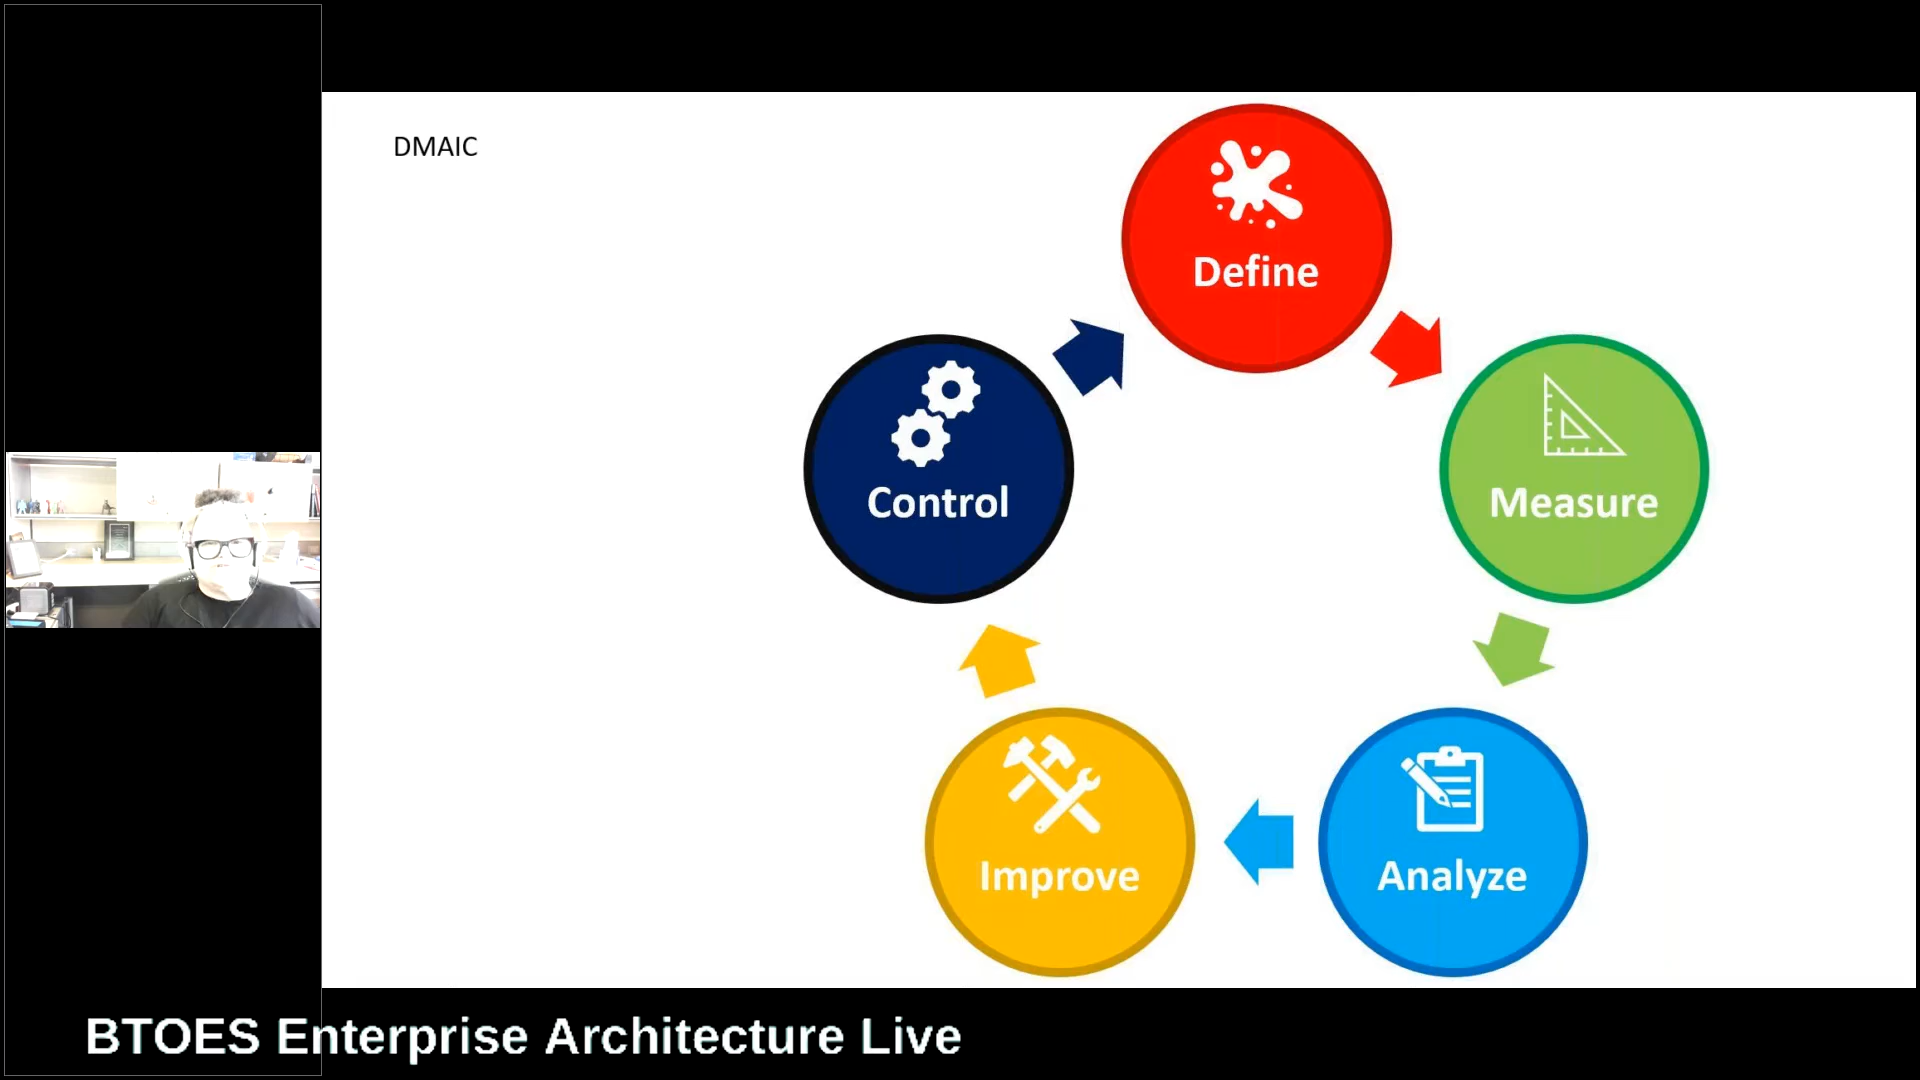 DMAIC
Define
Measure
Analyze
Improve
Control
BTOES Enterprise Architecture Live